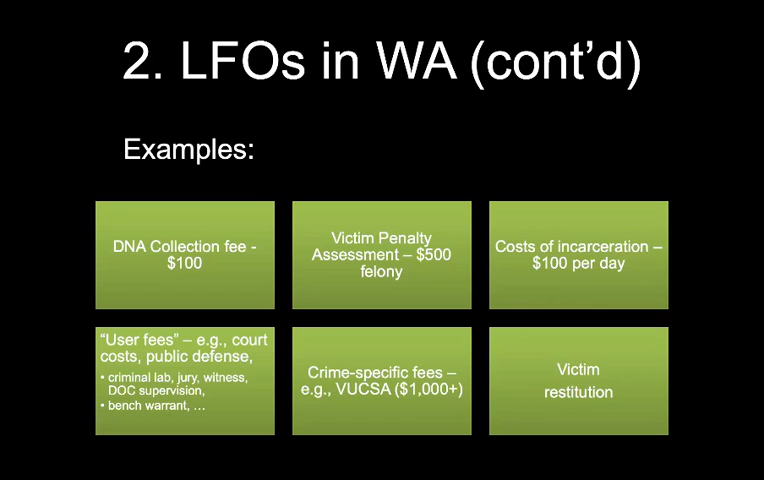 2. LFOs in WA (cont’d)
Examples:
DNA Collection fee -
$100
Victim Penalty
Assessment – $500
felony
Costs of incarceration –
$100 per day
“User fees” – e.g., court
costs, public defense,
• criminal lab, jury, witness,
DOC supervision,
• bench warrant, …
Crime-specific fees –
e.g., VUCSA ($1,000+)
Victim
restitution